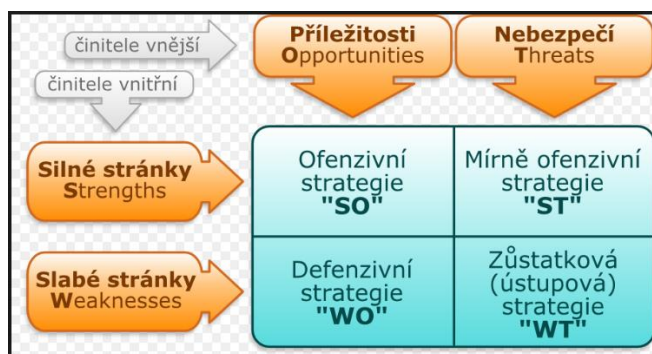 činitele vnější
činitele vnitřní
Příležitosti
Opportunities
Nebezpečí
Threats
Silné stránky
Strengths
Ofenzivní
strategie
"SO"
Mírně ofenzivní
strategie
"ST"
Slabé stránky
Weaknesses
Defenzivní
strategie
"WO"
Zůstatková
(ústupová)
strategie
"WT"